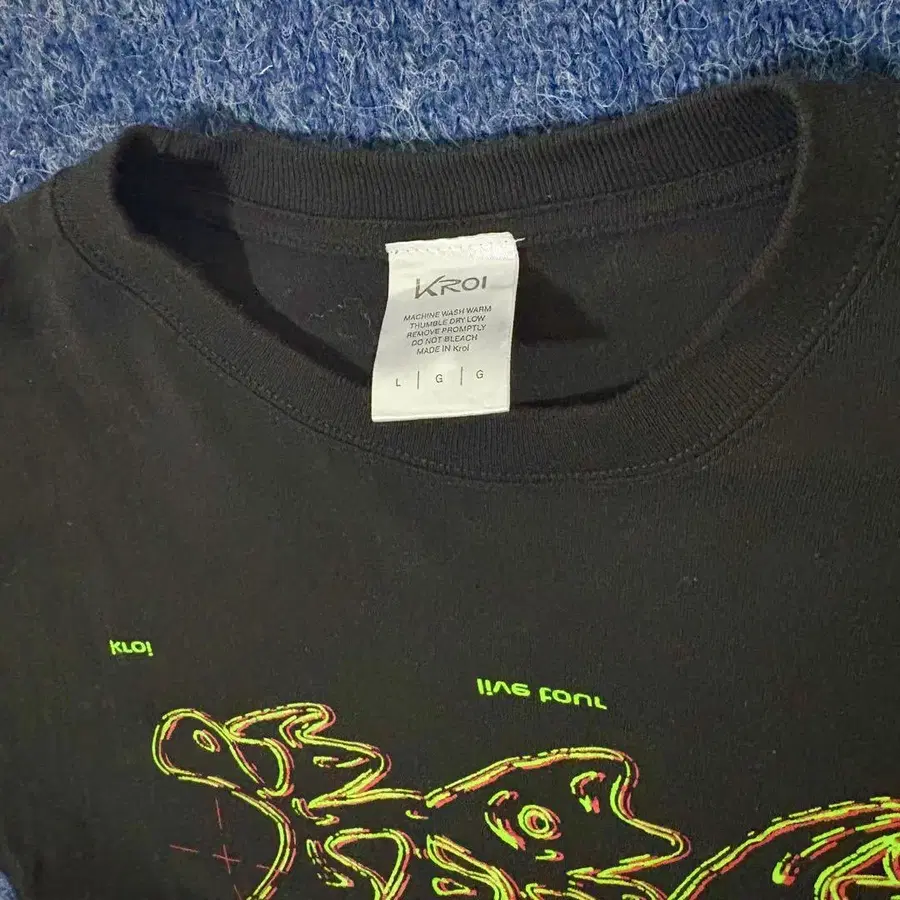 KROI
MACHINE WASH WARM
THUMBLE DRY LOW
REMOVE PROMPTLY
DO NOT BLEACH
MADE IN Kroi
L | G | G
kroi
live tour